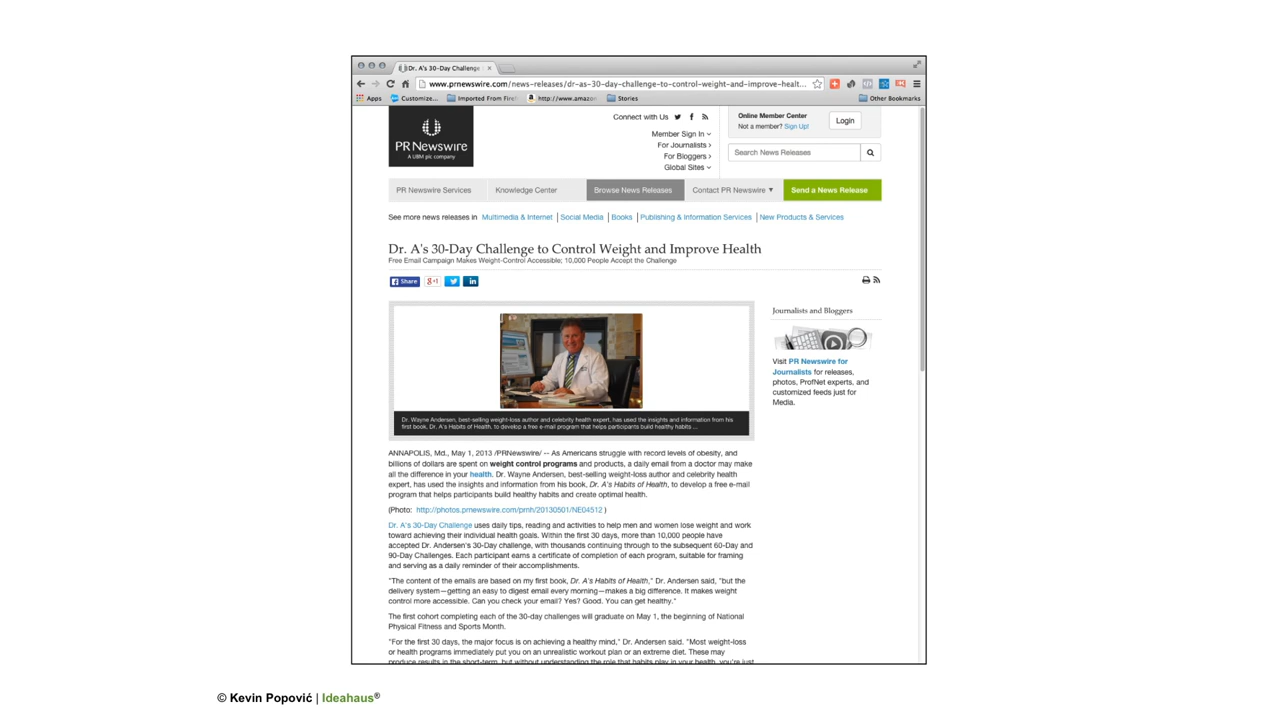 Dr. A's 30-Day Challenge
www.prnewswire.com/news-releases/dr-as-30-day-challenge-to-control-weight-and-improve-healt...
Apps Customize... Imported From Firef http://www.amazon Stories Other Bookmarks
PR Newswire
A UBM plc company
Connect with Us
Member Sign In
For Journalists
For Bloggers
Global Sites
Online Member Center
Not a member? Sign Up!
Login
Search News Releases
PR Newswire Services Knowledge Center Browse News Releases Contact PR Newswire ▼ Send a News Release
See more news releases in Multimedia & Internet | Social Media | Books | Publishing & Information Services | New Products & Services
Dr. A's 30-Day Challenge to Control Weight and Improve Health
Free Email Campaign Makes Weight-Control Accessible; 10,000 People Accept the Challenge
Share g+1 in
Dr. Wayne Andersen, best-selling weight-loss author and celebrity health expert, has used the insights and information from his
first book, Dr. A's Habits of Health, to develop a free e-mail program that helps participants build healthy habits ...
Journalists and Bloggers
Visit PR Newswire for
Journalists for releases,
photos, ProfNet experts, and
customized feeds just for
Media.
ANNAPOLIS, Md., May 1, 2013 /PRNewswire/ -- As Americans struggle with record levels of obesity, and
billions of dollars are spent on weight control programs and products, a daily email from a doctor may make
all the difference in your health. Dr. Wayne Andersen, best-selling weight-loss author and celebrity health
expert, has used the insights and information from his book, Dr. A's Habits of Health, to develop a free e-mail
program that helps participants build healthy habits and create optimal health.
(Photo: http://photos.prnewswire.com/prnh/20130501/NE04512 )
Dr. A's 30-Day Challenge uses daily tips, reading and activities to help men and women lose weight and work
toward achieving their individual health goals. Within the first 30 days, more than 10,000 people have
accepted Dr. Andersen's 30-Day challenge, with thousands continuing through to the subsequent 60-Day and
90-Day Challenges. Each participant earns a certificate of completion of each program, suitable for framing
and serving as a daily reminder of their accomplishments.
"The content of the emails are based on my first book, Dr. A's Habits of Health," Dr. Andersen said, "but the
delivery system—getting an easy to digest email every morning—makes a big difference. It makes weight
control more accessible. Can you check your email? Yes? Good. You can get healthy."
The first cohort completing each of the 30-day challenges will graduate on May 1, the beginning of National
Physical Fitness and Sports Month.
"For the first 30 days, the major focus is on achieving a healthy mind," Dr. Andersen said. "Most weight-loss
or health programs immediately put you on an unrealistic workout plan or an extreme diet. These may
produce results in the short-term, but without understanding the role that habits play in your health, you're just
© Kevin Popović | Ideahaus®